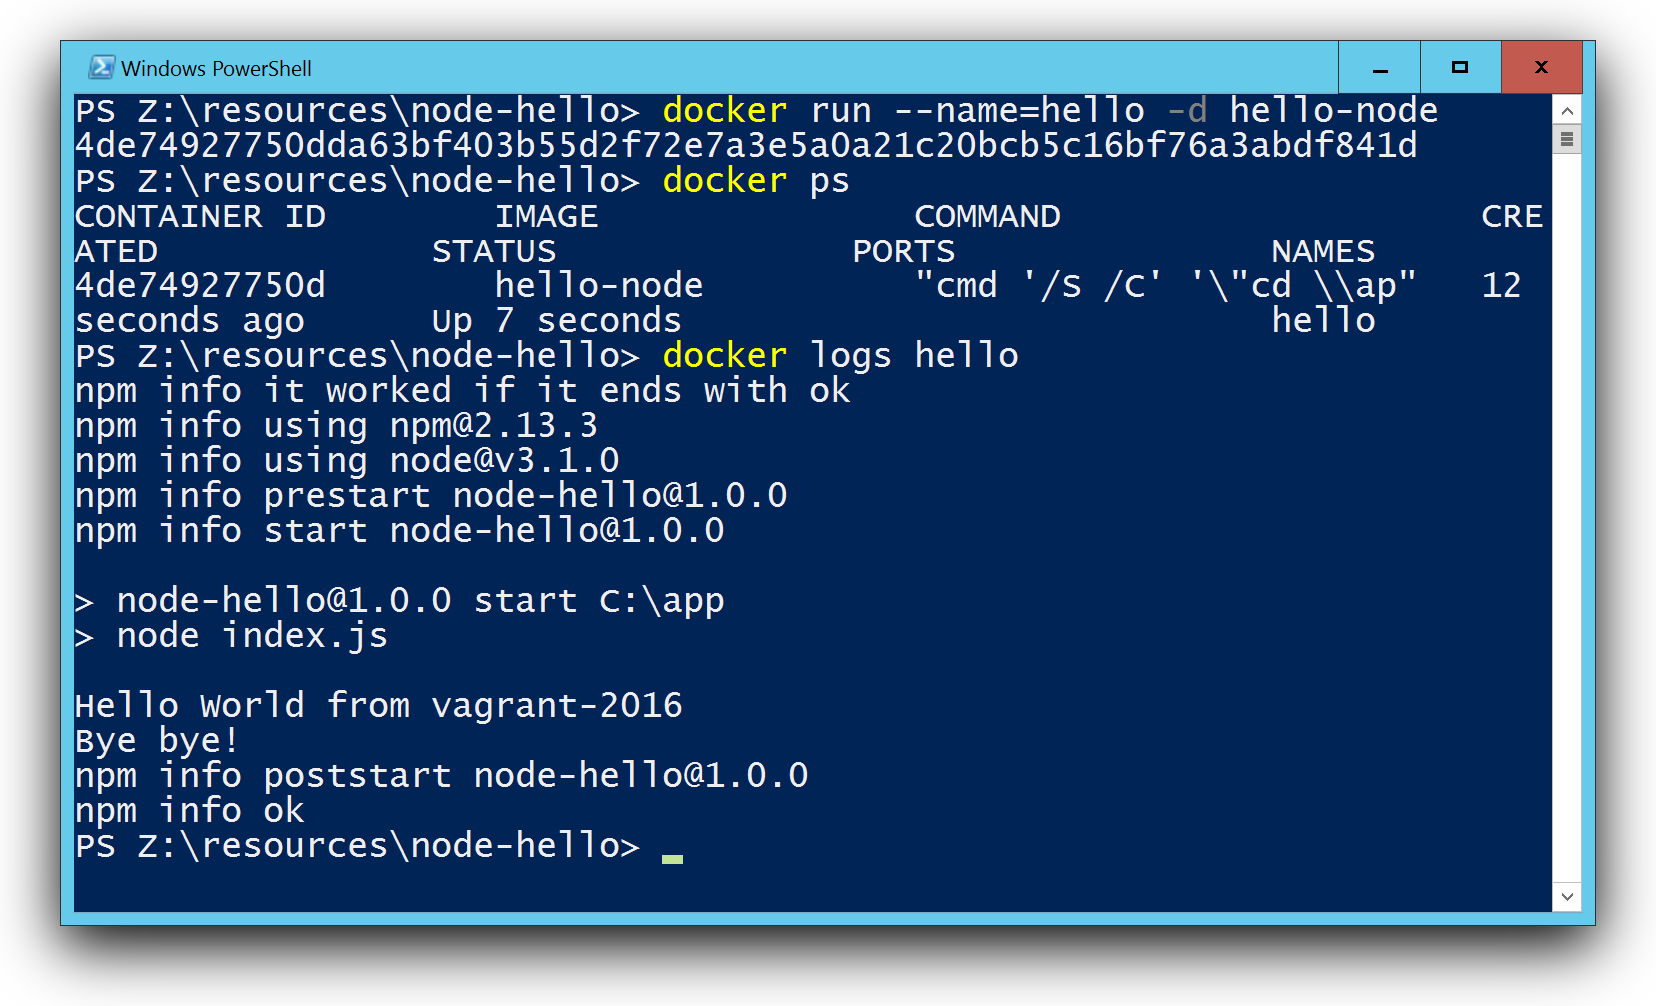 Windows PowerShell
PS Z:\resources\node-hello> docker run --name=hello -d hello-node
4de74927750dda63bf403b55d2f72e7a3e5a0a21c20bcb5c16bf76a3abdf841d
PS Z:\resources\node-hello> docker ps
CONTAINER ID        IMAGE               COMMAND                    CRE
ATED             STATUS              PORTS               NAMES
4de74927750d        hello-node          "cmd '/S /C' '\"cd \\ap"   12
seconds ago      Up 7 seconds                            hello
PS Z:\resources\node-hello> docker logs hello
npm info it worked if it ends with ok
npm info using npm@2.13.3
npm info using node@v3.1.0
npm info prestart node-hello@1.0.0
npm info start node-hello@1.0.0
> node-hello@1.0.0 start C:\app
> node index.js
Hello World from vagrant-2016
Bye bye!
npm info poststart node-hello@1.0.0
npm info ok
PS Z:\resources\node-hello>